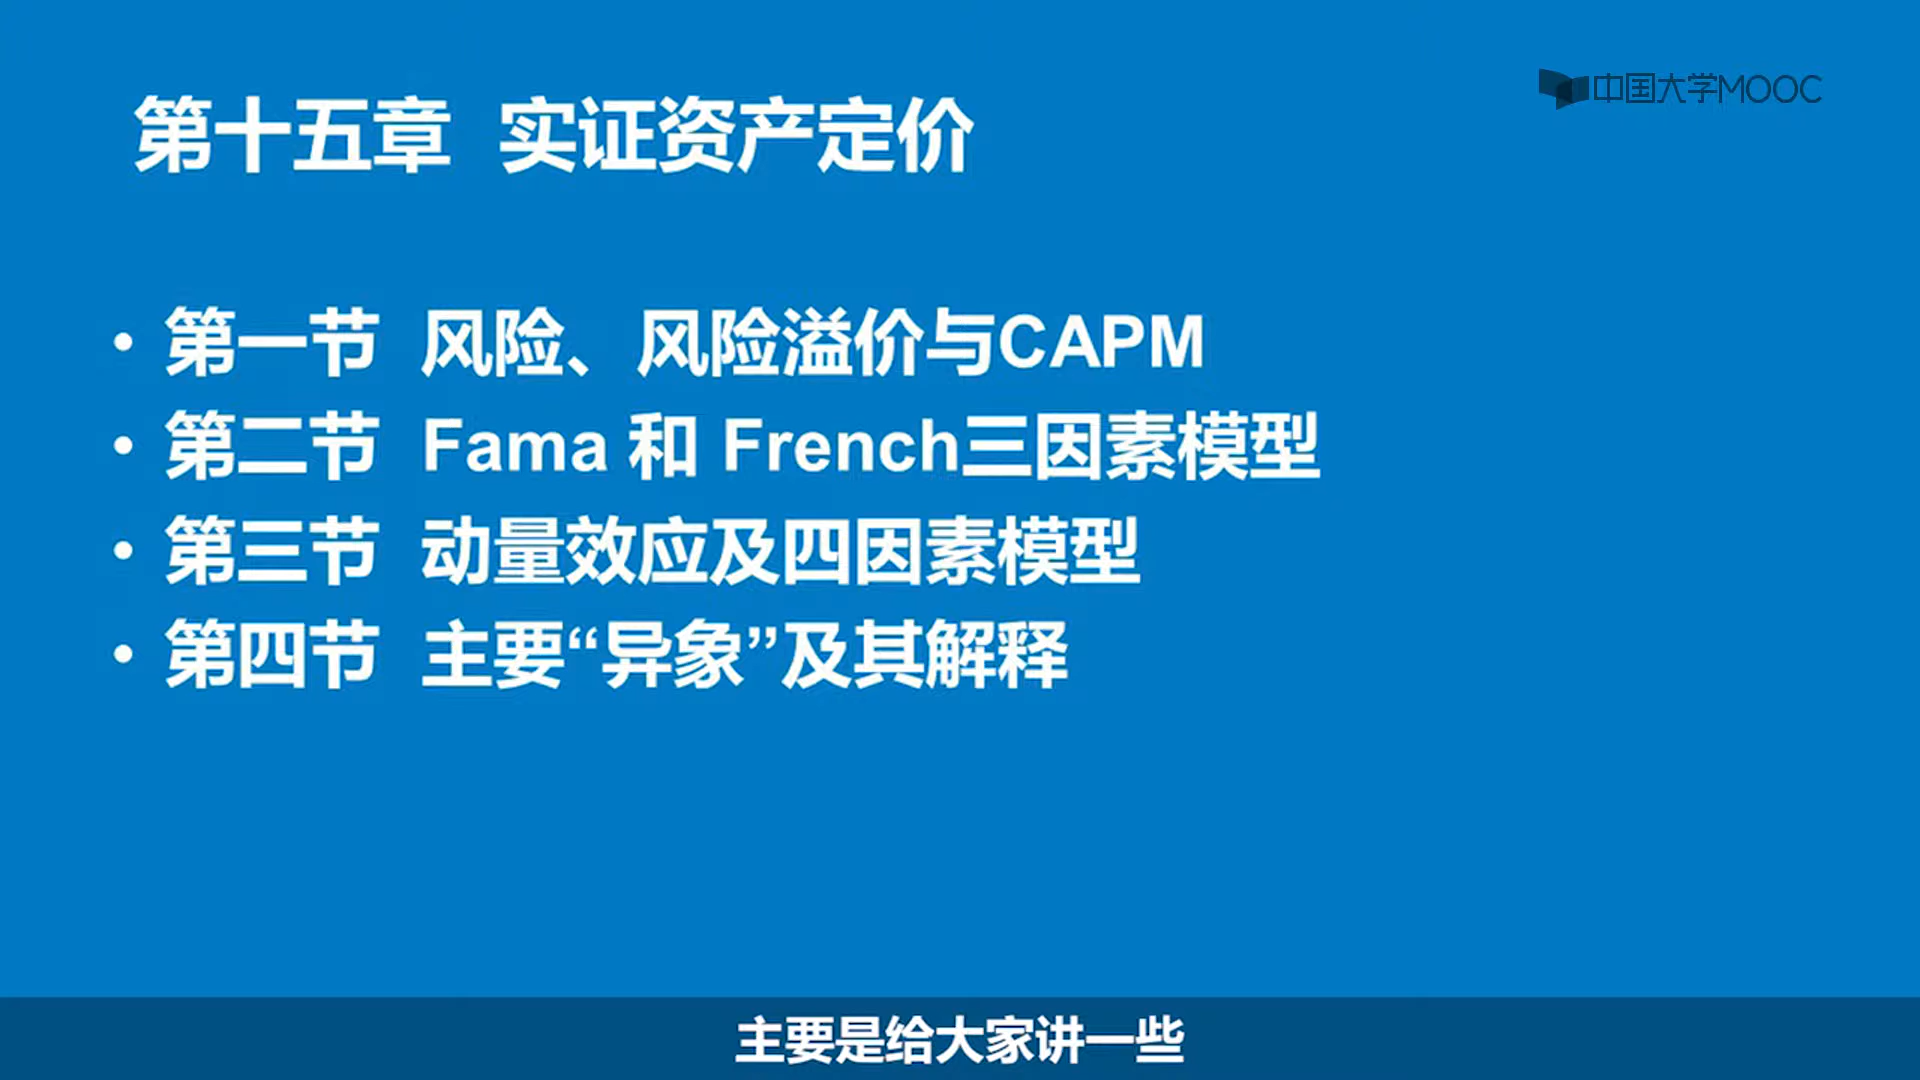 中国大学MOOC
第十五章 实证资产定价
• 第一节 风险、风险溢价与CAPM
• 第二节 Fama 和 French三因素模型
• 第三节 动量效应及四因素模型
• 第四节 主要“异象”及其解释
主要是给大家讲一些